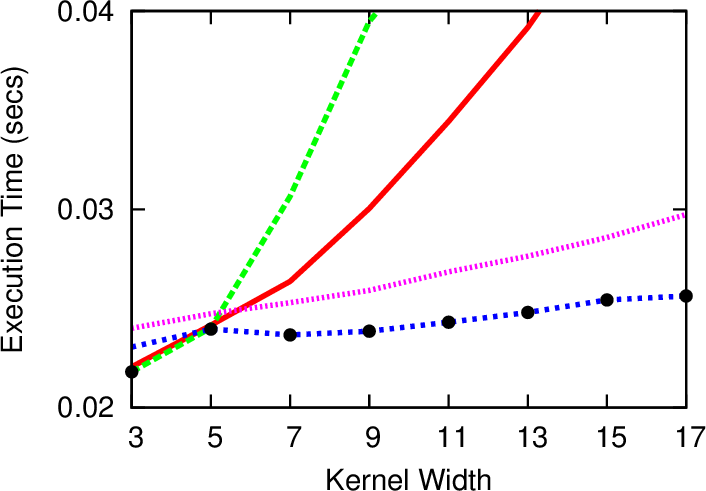 0.04
0.03
0.02
Execution Time (secs)
3 5 7 9 11 13 15 17
Kernel Width